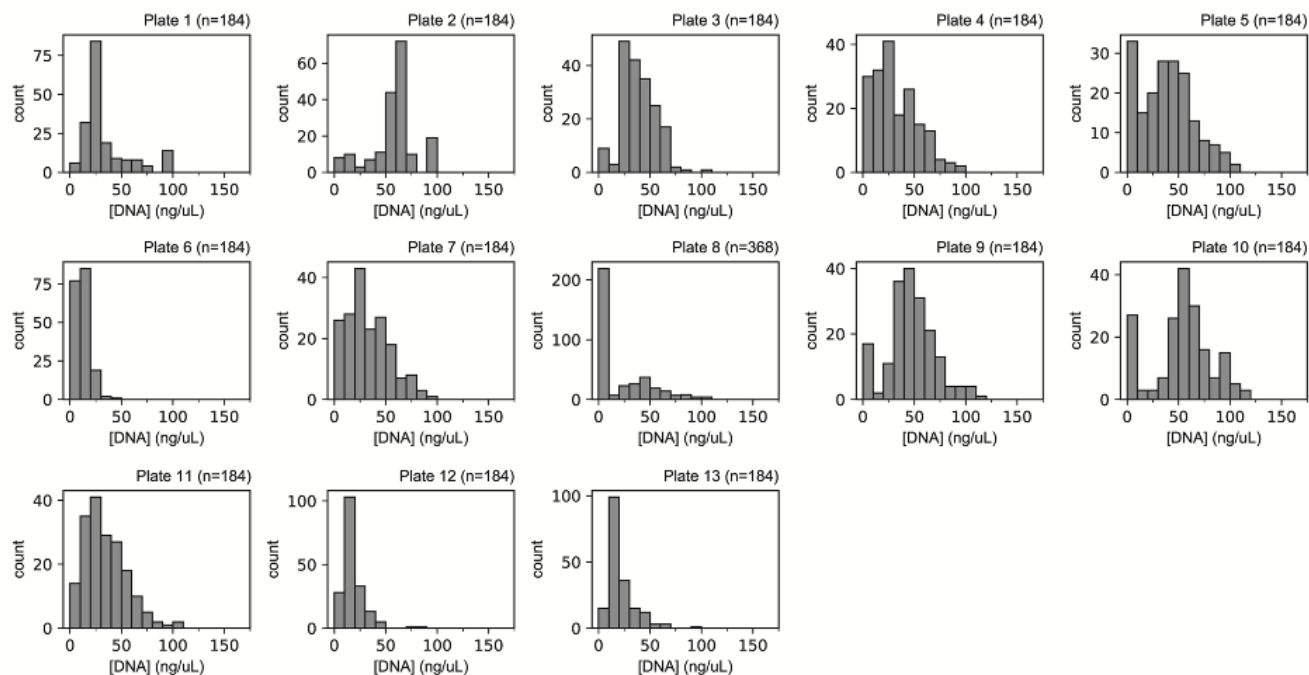 Plate 1 (n=184)
75
50
25
0
count
0 50 100 150
[DNA] (ng/uL)
Plate 2 (n=184)
60
40
20
0
count
0 50 100 150
[DNA] (ng/uL)
Plate 3 (n=184)
40
20
0
count
0 50 100 150
[DNA] (ng/uL)
Plate 4 (n=184)
40
20
0
count
0 50 100 150
[DNA] (ng/uL)
Plate 5 (n=184)
30
20
10
0
count
0 50 100 150
[DNA] (ng/uL)
Plate 6 (n=184)
75
50
25
0
count
0 50 100 150
[DNA] (ng/uL)
Plate 7 (n=184)
40
20
0
count
0 50 100 150
[DNA] (ng/uL)
Plate 8 (n=368)
200
100
0
count
0 50 100 150
[DNA] (ng/uL)
Plate 9 (n=184)
40
20
0
count
0 50 100 150
[DNA] (ng/uL)
Plate 10 (n=184)
40
20
0
count
0 50 100 150
[DNA] (ng/uL)
Plate 11 (n=184)
40
20
0
count
0 50 100 150
[DNA] (ng/uL)
Plate 12 (n=184)
100
50
0
count
0 50 100 150
[DNA] (ng/uL)
Plate 13 (n=184)
100
50
0
count
0 50 100 150
[DNA] (ng/uL)